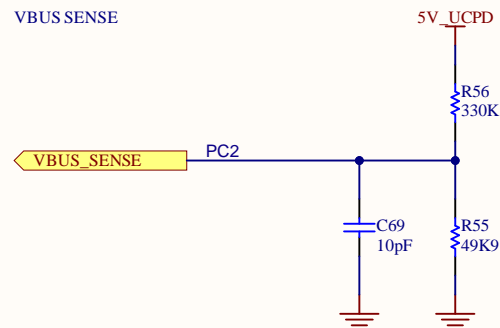 VBUS SENSE
5V_UCPD
R56
330K
VBUS_SENSE
PC2
C69
10pF
R55
49K9